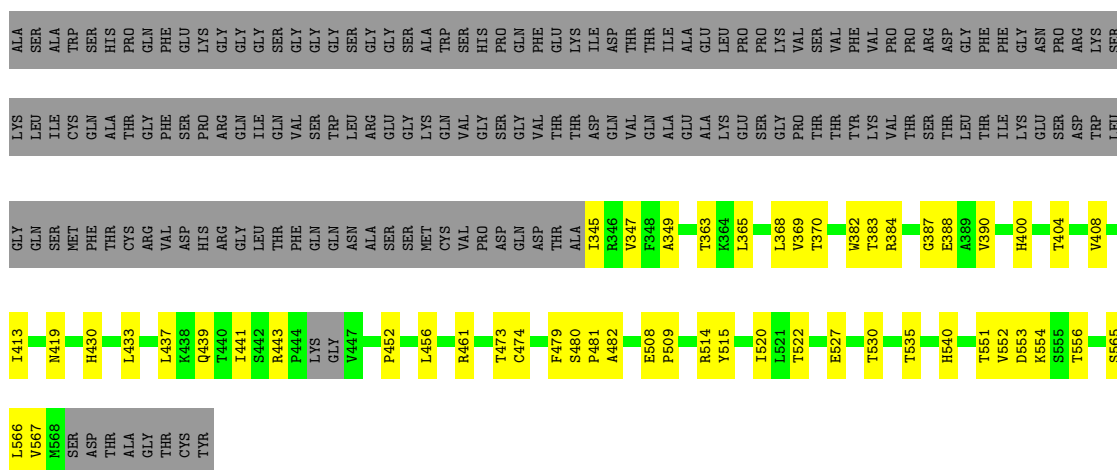 ALA SER ALA TRP SER HIS PRO GLN PHE GLU LYS GLY GLY GLY SER GLY GLY GLY SER GLY GLY SER ALA TRP SER HIS PRO GLN PHE GLU LYS ILE ASP THR THR ILE ALA GLU LEU PRO PRO LYS VAL SER VAL PHE VAL PRO PRO ARG ASP GLY PHE PHE GLY ASN PRO ARG LYS SER
LYS LEU ILE CYS GLN ALA THR GLY PHE SER PRO ARG GLN ILE GLN VAL SER TRP LEU ARG GLU GLY LYS GLN VAL GLY SER GLY VAL THR THR ASP GLN VAL GLN ALA GLU ALA LYS GLU SER GLY PRO THR THR TYR LYS VAL THR SER THR LEU THR ILE LYS GLU SER ASP TRP LEU
GLY GLN SER MET PHE THR CYS ARG VAL ASP HIS ARG GLY LEU THR PHE GLN GLN ASN ALA SER SER MET CYS VAL PRO ASP GLN ASP THR ALA I345 R346 V347 F348 A349 T363 K364 L365 L368 V369 T370 W382 T383 R384 G387 E388 A389 V390 H400 T404 V408
I413 N419 H430 L433 L437 K438 Q439 T440 I441 S442 R443 P444 LYS GLY V447 P452 L456 R461 T473 C474 F479 S480 P481 A482 E508 P509 R514 Y515 I520 L521 T522 E527 T530 T535 H540 T551 V552 D553 K554 S555 T556 S565
L566 V567 M568 SER ASP THR ALA GLY THR CYS TYR